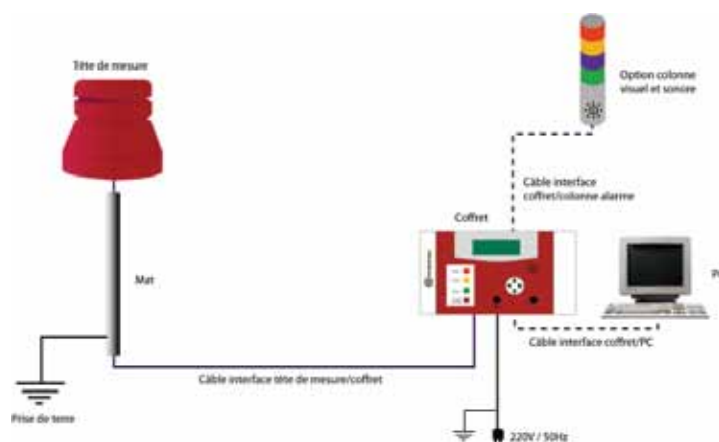 Tête de mesure
Option colonne
visuel et sonore
Câble interface
coffret/colonne alarme
Coffret
Mat
Câble interface coffret/PC
Câble interface tête de mesure/coffret
Prise de terre
220V / 50Hz